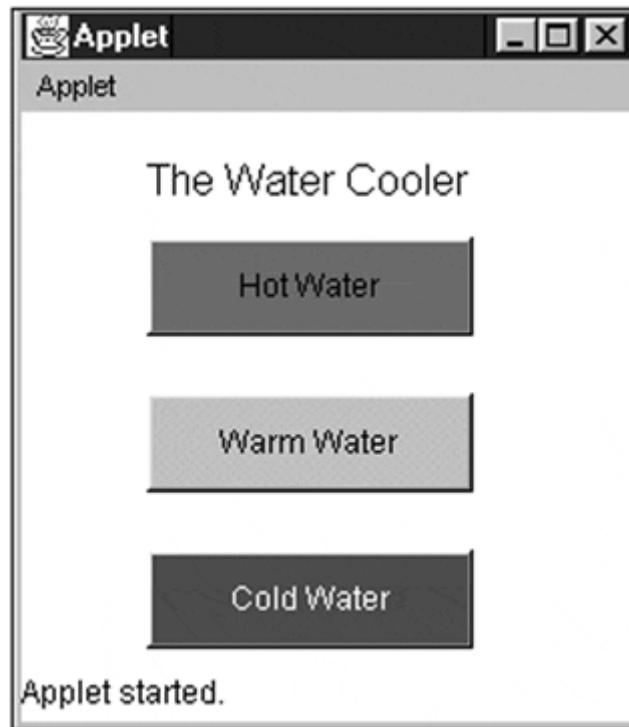 Applet
Applet
The Water Cooler
Hot Water
Warm Water
Cold Water
Applet started.